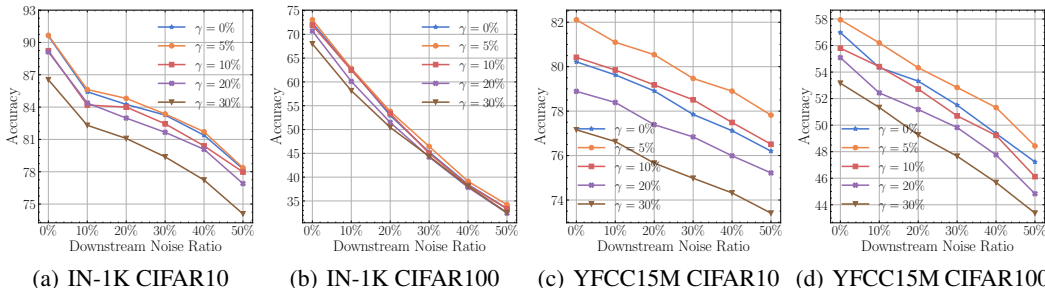 93
90
87
84
81
78
75
Accuracy
γ = 0%
γ = 5%
γ = 10%
γ = 20%
γ = 30%
0% 10% 20% 30% 40% 50%
Downstream Noise Ratio
(a) IN-1K CIFAR10
75
70
65
60
55
50
45
40
35
Accuracy
γ = 0%
γ = 5%
γ = 10%
γ = 20%
γ = 30%
0% 10% 20% 30% 40% 50%
Downstream Noise Ratio
(b) IN-1K CIFAR100
82
80
78
76
74
Accuracy
γ = 0%
γ = 5%
γ = 10%
γ = 20%
γ = 30%
0% 10% 20% 30% 40% 50%
Downstream Noise Ratio
(c) YFCC15M CIFAR10
58
56
54
52
50
48
46
44
Accuracy
γ = 0%
γ = 5%
γ = 10%
γ = 20%
γ = 30%
0% 10% 20% 30% 40% 50%
Downstream Noise Ratio
(d) YFCC15M CIFAR100